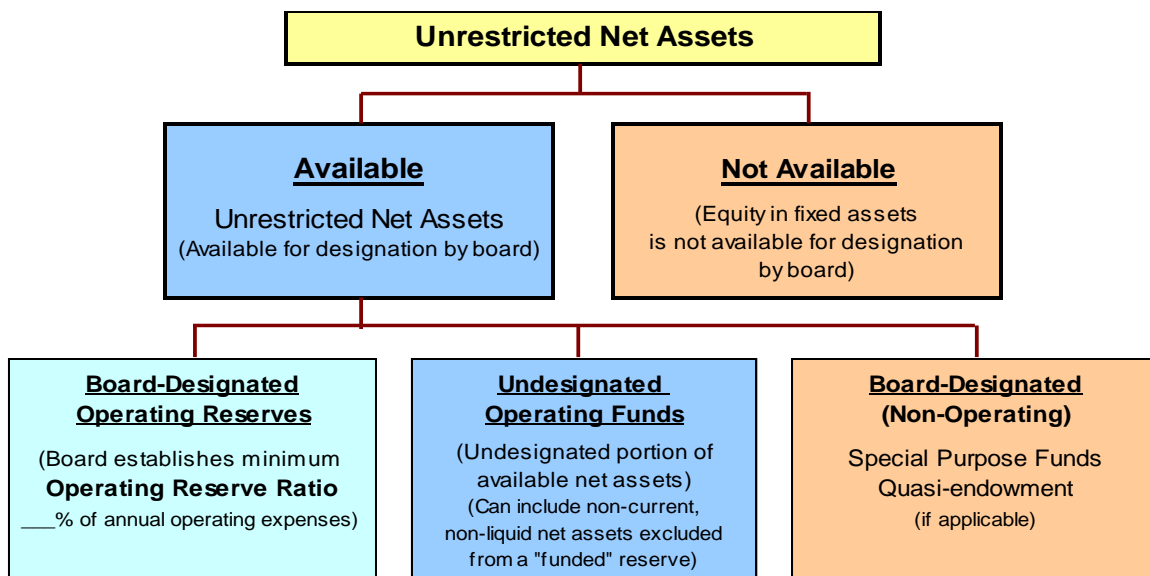 Unrestricted Net Assets
Available
Unrestricted Net Assets
(Available for designation by board)
Not Available
(Equity in fixed assets
is not available for designation
by board)
Board-Designated
Operating Reserves
(Board establishes minimum
Operating Reserve Ratio
___% of annual operating expenses)
Undesignated
Operating Funds
(Undesignated portion of
available net assets)
(Can include non-current,
non-liquid net assets excluded
from a "funded" reserve)
Board-Designated
(Non-Operating)
Special Purpose Funds
Quasi-endowment
(if applicable)